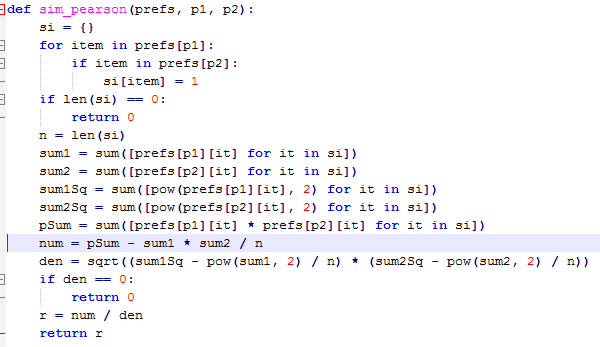 def sim_pearson(prefs, p1, p2):
    si = {}
    for item in prefs[p1]:
        if item in prefs[p2]:
            si[item] = 1
    if len(si) == 0:
        return 0
    n = len(si)
    sum1 = sum([prefs[p1][it] for it in si])
    sum2 = sum([prefs[p2][it] for it in si])
    sum1Sq = sum([pow(prefs[p1][it], 2) for it in si])
    sum2Sq = sum([pow(prefs[p2][it], 2) for it in si])
    pSum = sum([prefs[p1][it] * prefs[p2][it] for it in si])
    num = pSum - sum1 * sum2 / n
    den = sqrt((sum1Sq - pow(sum1, 2) / n) * (sum2Sq - pow(sum2, 2) / n))
    if den == 0:
        return 0
    r = num / den
    return r